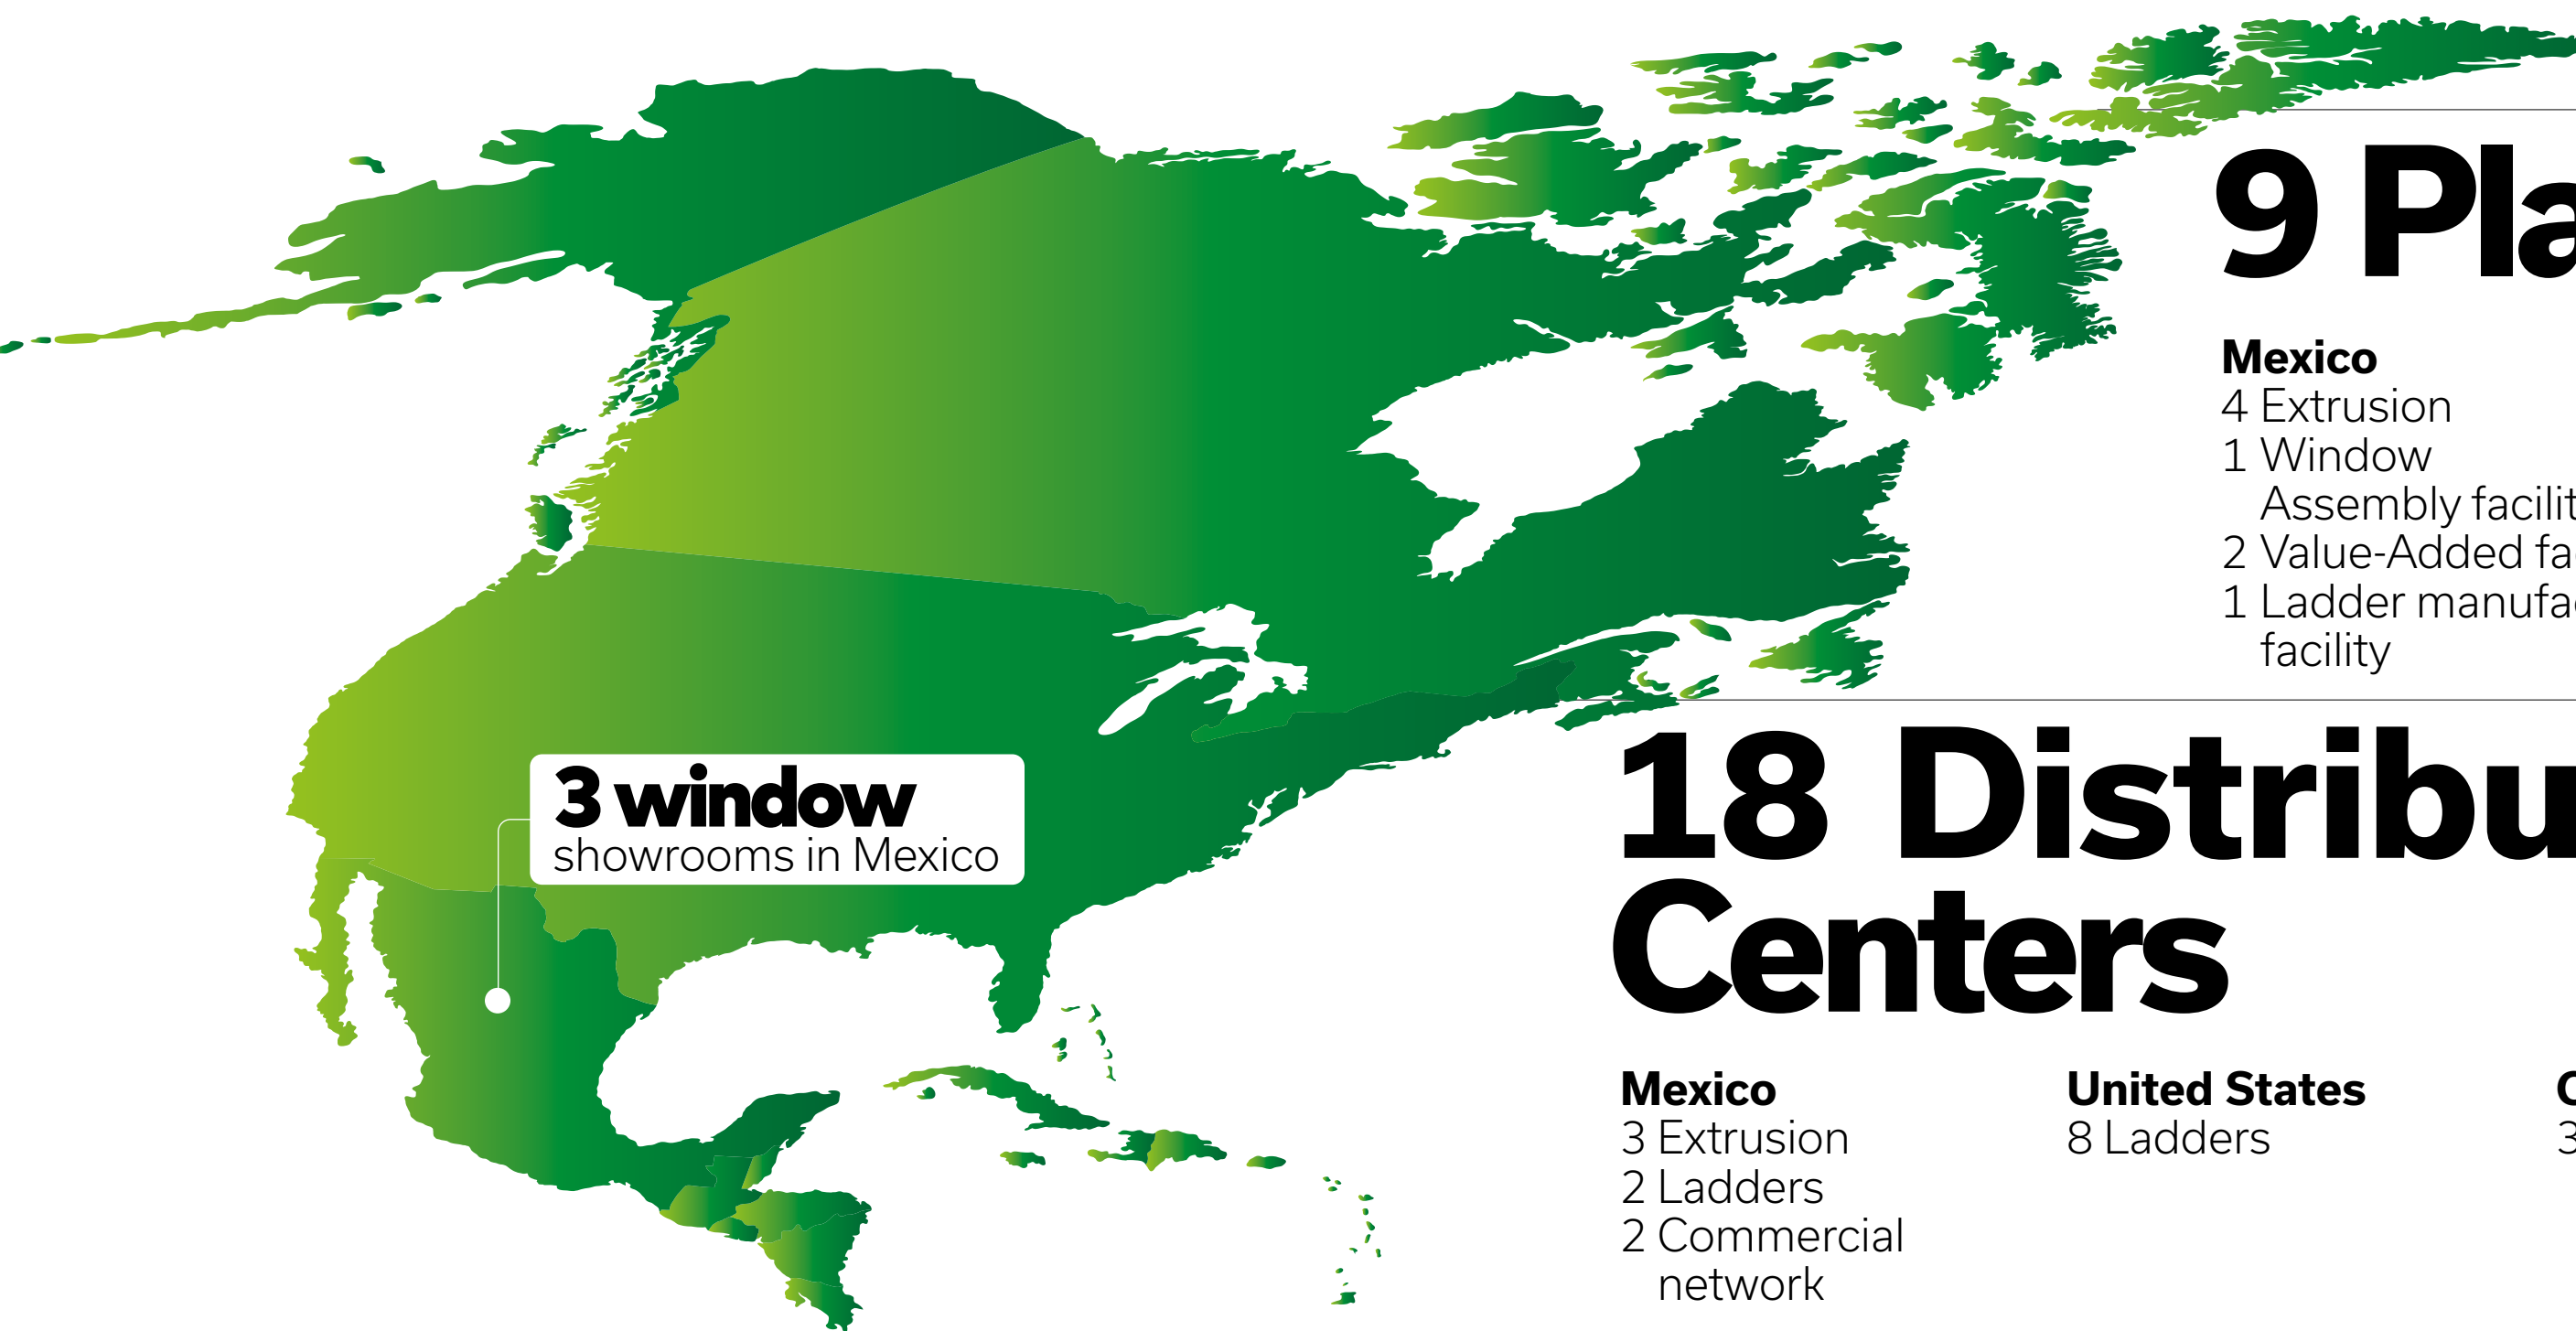 9 Pla
Mexico
4 Extrusion
1 Window
Assembly facilit
2 Value-Added fa
1 Ladder manufa
facility
3 window
showrooms in Mexico
18 Distribu
Centers
Mexico
3 Extrusion
2 Ladders
2 Commercial
network
United States
8 Ladders
3